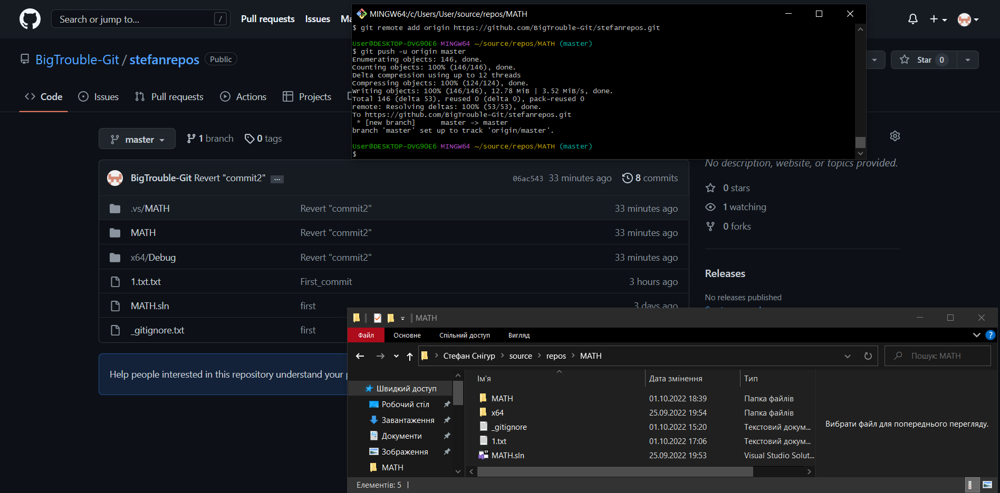 Search or jump to... /
Pull requests
Issues
Ma
BigTrouble-Git / stefanrepos Public
Star 0
Code
Issues
Pull requests
Actions
Projects
MINGW64:/c/Users/User/source/repos/MATH
$ git remote add origin https://github.com/BigTrouble-Git/stefanrepos.git
User@DESKTOP-DVG9OE6 MINGW64 ~/source/repos/MATH (master)
$ git push -u origin master
Enumerating objects: 146, done.
Counting objects: 100% (146/146), done.
Delta compression using up to 12 threads
Compressing objects: 100% (124/124), done.
Writing objects: 100% (146/146), 12.78 MiB | 3.52 MiB/s, done.
Total 146 (delta 53), reused 0 (delta 0), pack-reused 0
remote: Resolving deltas: 100% (53/53), done.
To https://github.com/BigTrouble-Git/stefanrepos.git
* [new branch] master -> master
branch 'master' set up to track 'origin/master'.
User@DESKTOP-DVG9OE6 MINGW64 ~/source/repos/MATH (master)
$
master
1 branch
0 tags
BigTrouble-Git Revert "commit2" ... 06ac543 33 minutes ago 8 commits
.vs/MATH Revert "commit2" 33 minutes ago
MATH Revert "commit2" 33 minutes ago
x64/Debug Revert "commit2" 33 minutes ago
1.txt.txt First_commit 3 hours ago
MATH.sln first 3 days ago
_gitignore.txt first
Help people interested in this repository understand your
No description, website, or topics provided.
0 stars
1 watching
0 forks
Releases
No releases published
MATH
Файл
Основне
Спільний доступ
Вигляд
?
Стефан Снігур > source > repos > MATH
Пошук: MATH
Швидкий доступ
Робочий стіл
Завантаження
Документи
Зображення
MATH
Ім'я Дата змінення Тип
MATH 01.10.2022 18:39 Папка файлів
x64 25.09.2022 19:54 Папка файлів
_gitignore 01.10.2022 15:20 Текстовий докум...
1.txt 01.10.2022 17:06 Текстовий докум...
MATH.sln 25.09.2022 19:53 Visual Studio Solut...
Вибрати файл для попереднього перегляду.
Елементів: 5